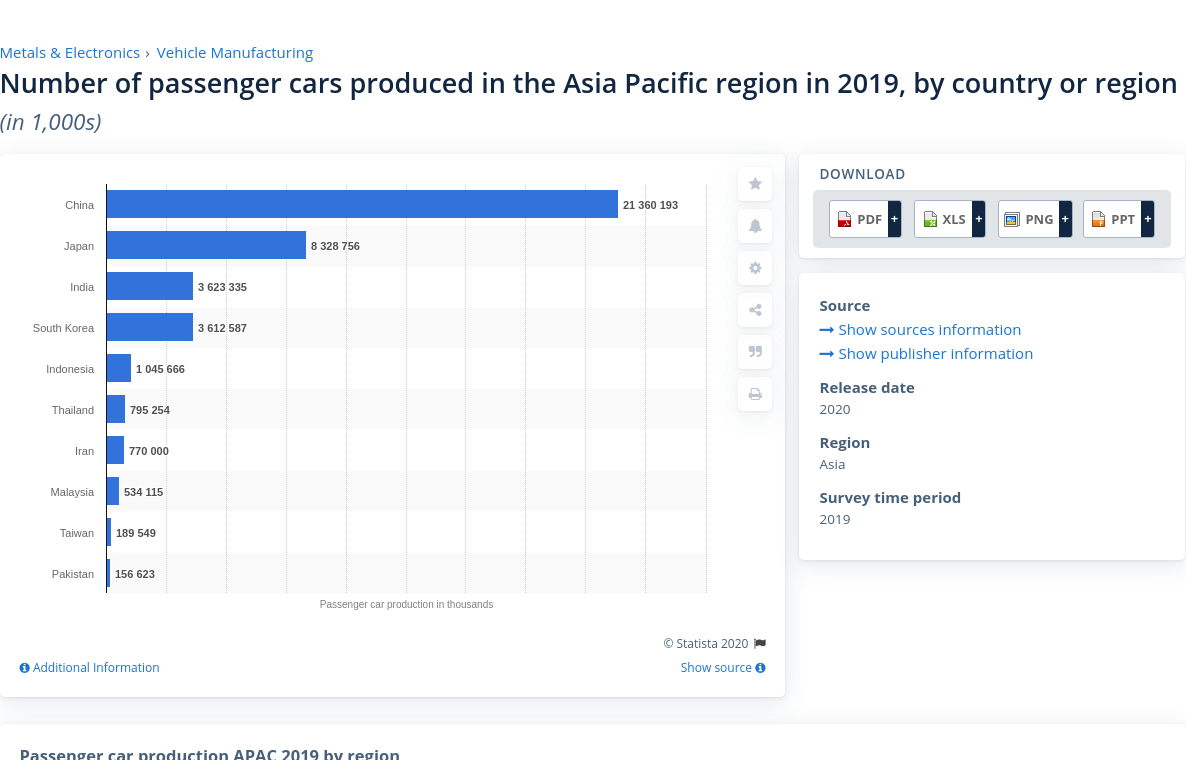 Metals & Electronics › Vehicle Manufacturing
Number of passenger cars produced in the Asia Pacific region in 2019, by country or region
(in 1,000s)
China 21 360 193
Japan 8 328 756
India 3 623 335
South Korea 3 612 587
Indonesia 1 045 666
Thailand 795 254
Iran 770 000
Malaysia 534 115
Taiwan 189 549
Pakistan 156 623
Passenger car production in thousands
© Statista 2020
Additional Information
Show source
DOWNLOAD
PDF + XLS + PNG + PPT +
Source
Show sources information
Show publisher information
Release date
2020
Region
Asia
Survey time period
2019
Passenger car production APAC 2019 by region